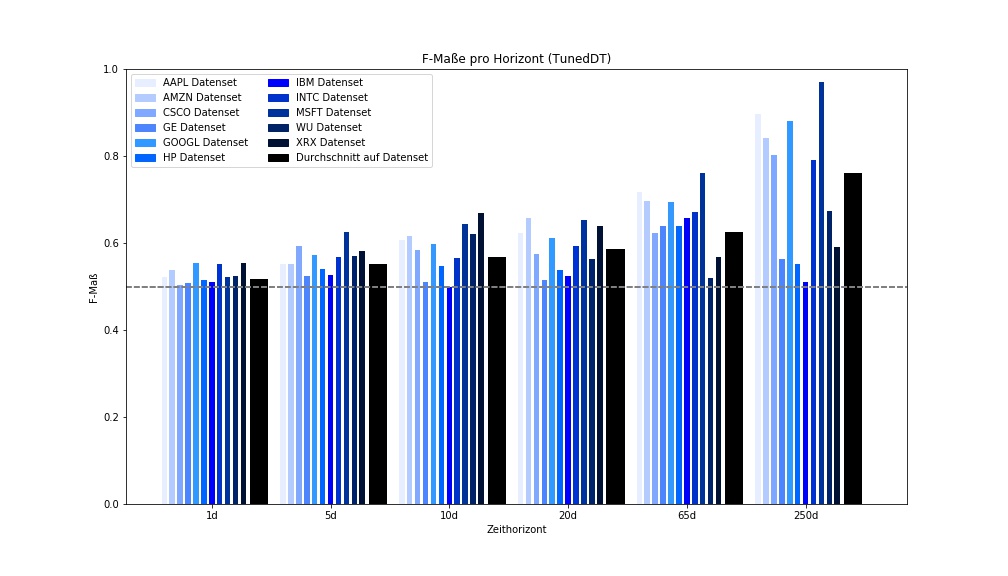 F-Maße pro Horizont (TunedDT)
AAPL Datenset
AMZN Datenset
CSCO Datenset
GE Datenset
GOOGL Datenset
HP Datenset
IBM Datenset
INTC Datenset
MSFT Datenset
WU Datenset
XRX Datenset
Durchschnitt auf Datenset
F-Maß
1.0
0.8
0.6
0.4
0.2
0.0
1d 5d 10d 20d 65d 250d
Zeithorizont